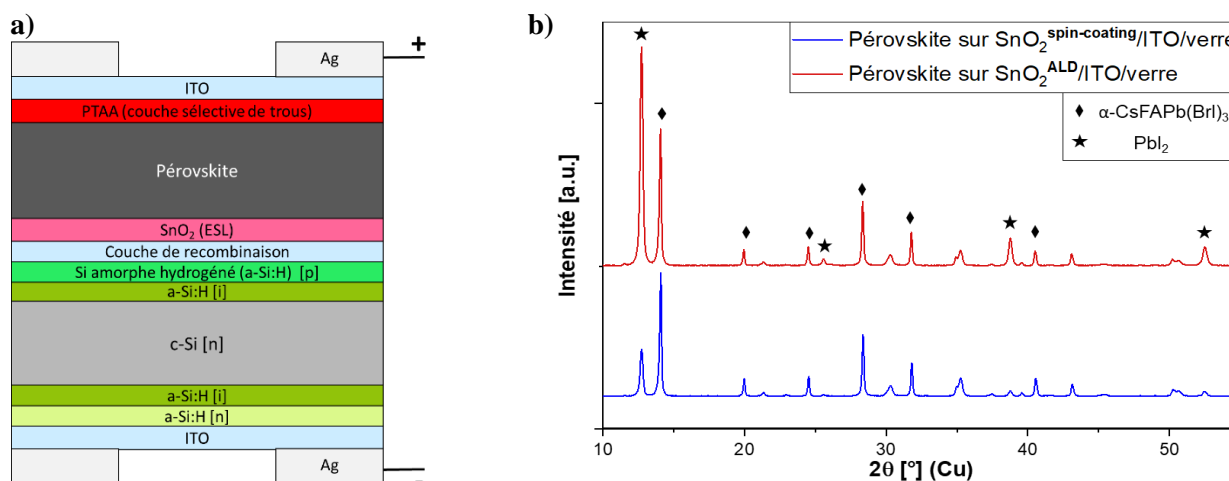 a)
+
Ag
ITO
PTAA (couche sélective de trous)
Pérovskite
SnO₂ (ESL)
Couche de recombinaison
Si amorphe hydrogéné (a-Si:H) [p]
a-Si:H [i]
c-Si [n]
a-Si:H [i]
a-Si:H [n]
ITO
Ag
b)
Pérovskite sur SnO₂ˢᵖⁱⁿ⁻ᶜᵒᵃᵗⁱⁿᵍ/ITO/verre
Pérovskite sur SnO₂ᴬᴸᴰ/ITO/verre
♦ α-CsFAPb(BrI)₃
★ PbI₂
Intensité [a.u.]
10 20 30 40 50
2θ [°] (Cu)